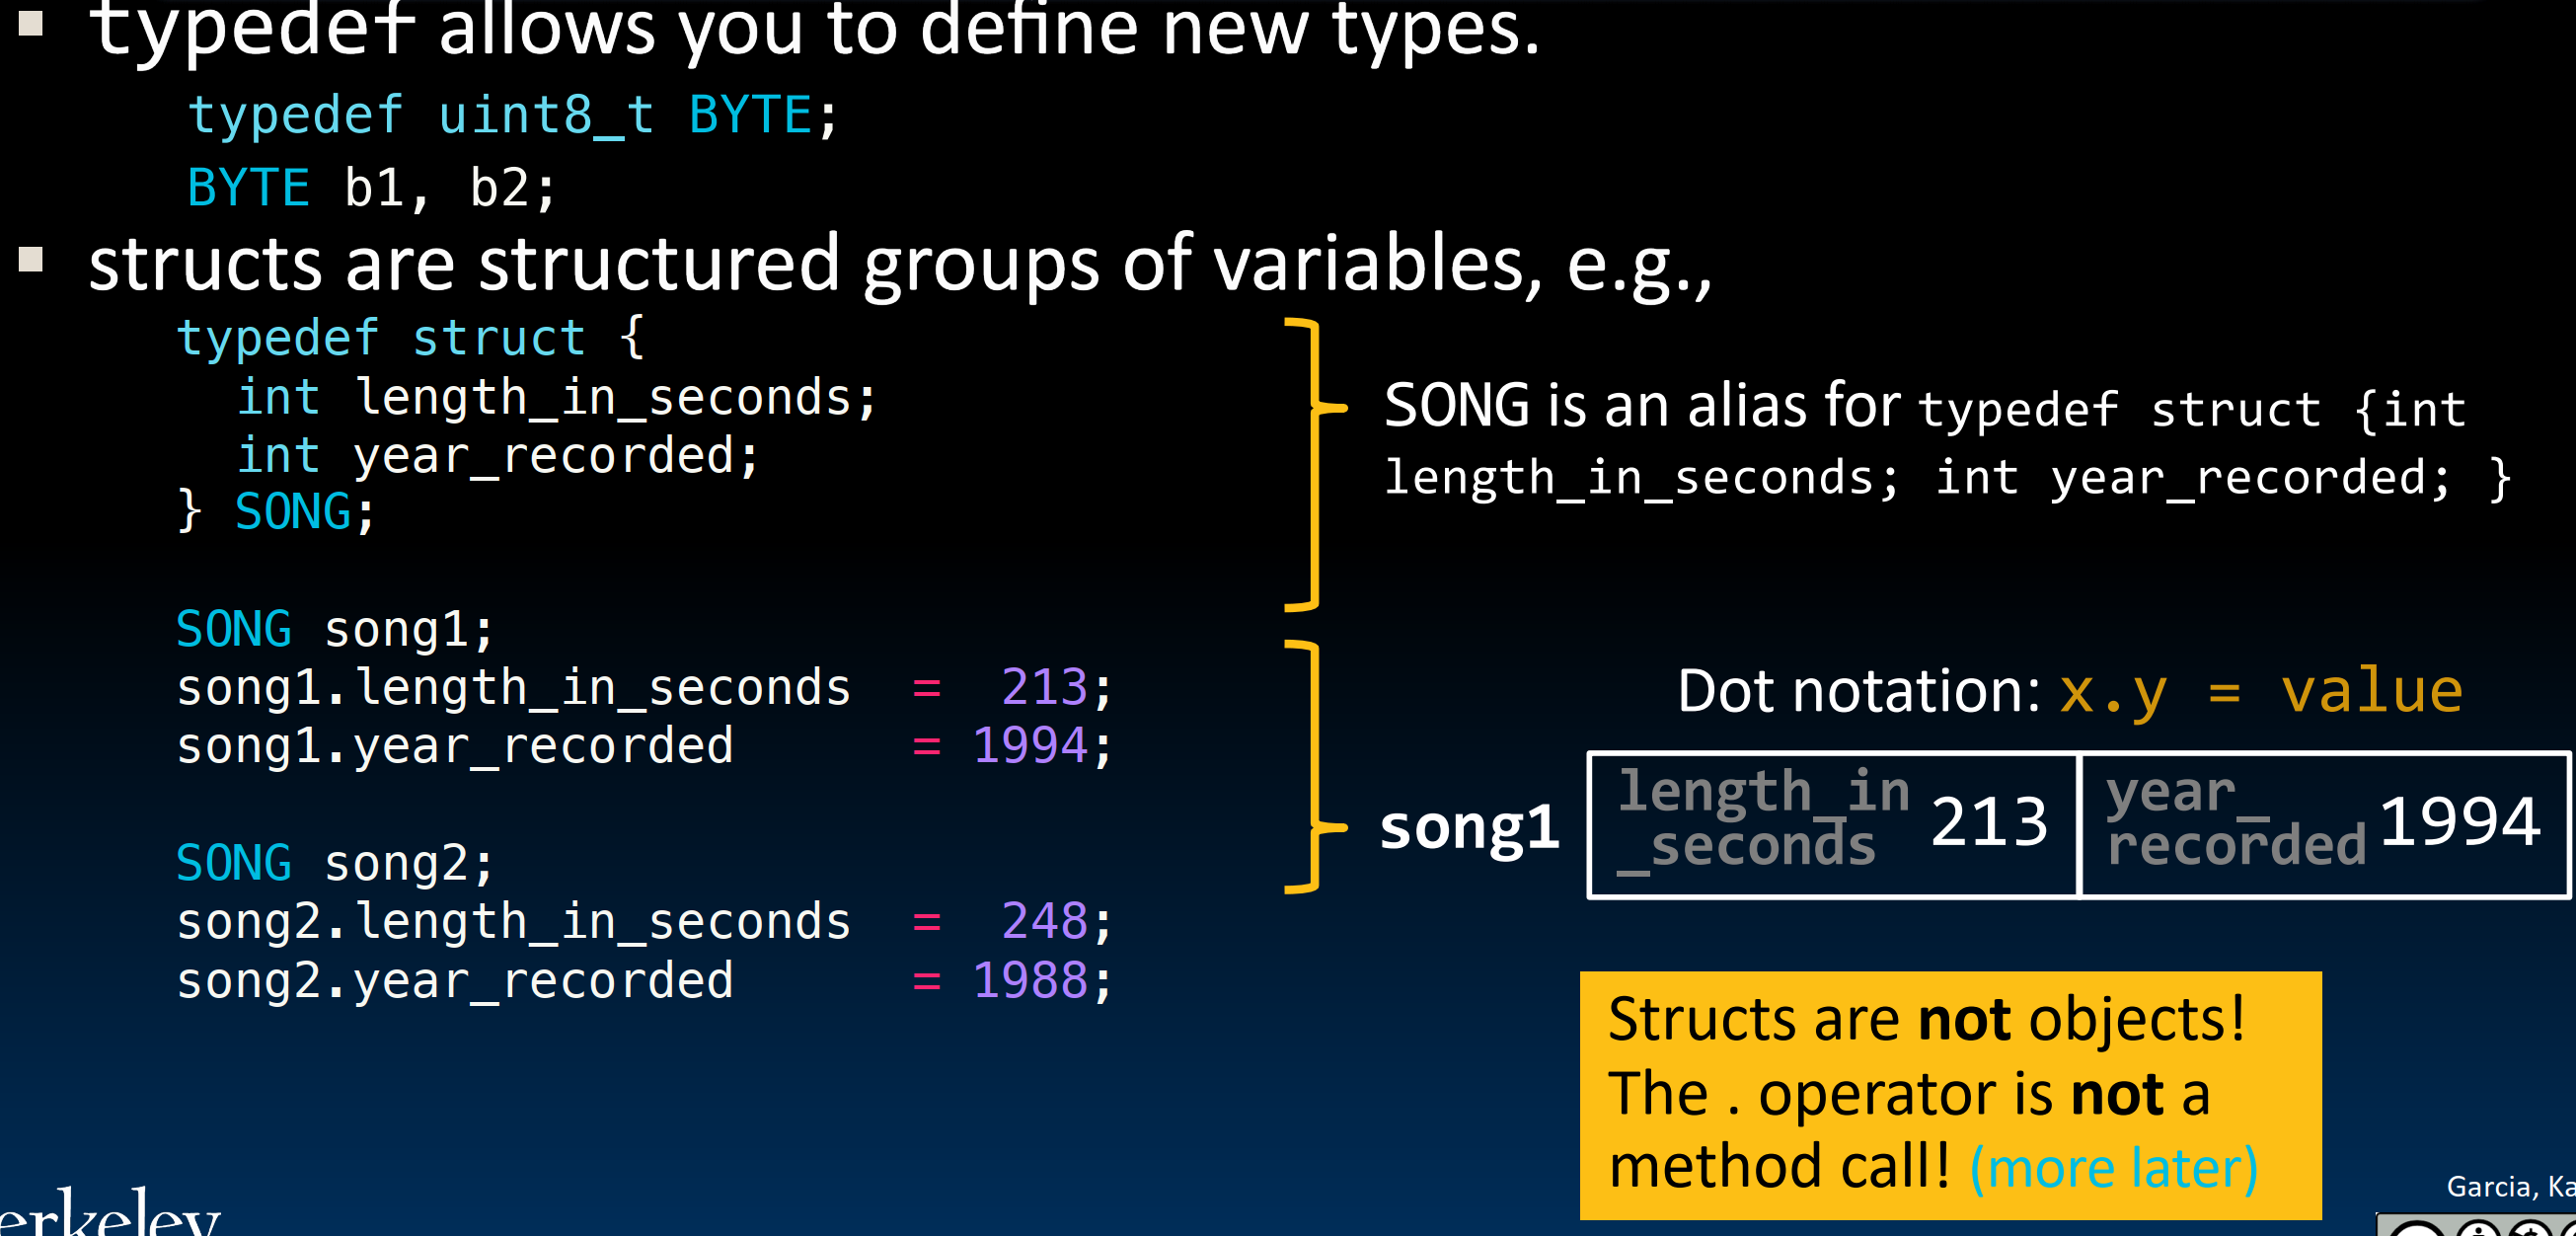 ▪ typedef allows you to define new types.
typedef uint8_t BYTE;
BYTE b1, b2;
▪ structs are structured groups of variables, e.g.,
typedef struct {
int length_in_seconds;
int year_recorded;
} SONG;
SONG is an alias for typedef struct {int
length_in_seconds; int year_recorded; }
SONG song1;
song1.length_in_seconds = 213;
song1.year_recorded = 1994;
Dot notation: x.y = value
song1
length_in
_seconds 213
year_
recorded 1994
SONG song2;
song2.length_in_seconds = 248;
song2.year_recorded = 1988;
Structs are not objects!
The . operator is not a
method call! (more later)
erkeley
Garcia, Ka